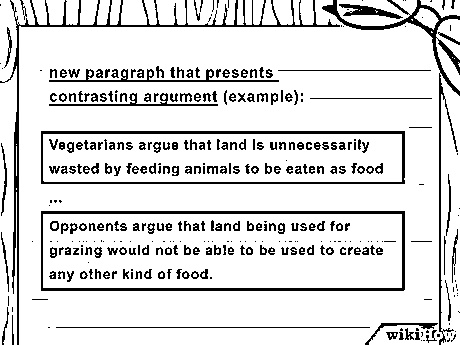 new paragraph that presents
contrasting argument (example):
Vegetarians argue that land is unnecessarily
wasted by feeding animals to be eaten as food
...
Opponents argue that land being used for
grazing would not be able to be used to create
any other kind of food.
wikiHow